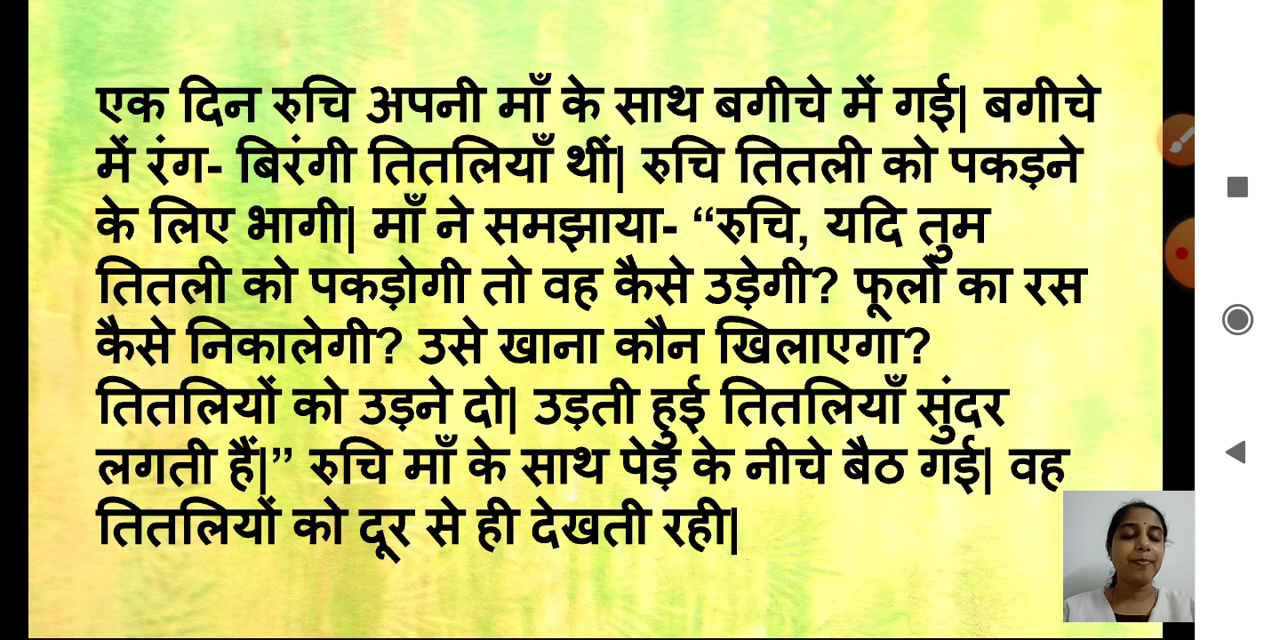 एक दिन रुचि अपनी माँ के साथ बगीचे में गई| बगीचे
में रंग- बिरंगी तितलियाँ थीं| रुचि तितली को पकड़ने
के लिए भागी| माँ ने समझाया- “रुचि, यदि तुम
तितली को पकड़ोगी तो वह कैसे उड़ेगी? फूलों का रस
कैसे निकालेगी? उसे खाना कौन खिलाएगा?
तितलियों को उड़ने दो| उड़ती हुई तितलियाँ सुंदर
लगती हैं|” रुचि माँ के साथ पेड़ के नीचे बैठ गई| वह
तितलियों को दूर से ही देखती रही|